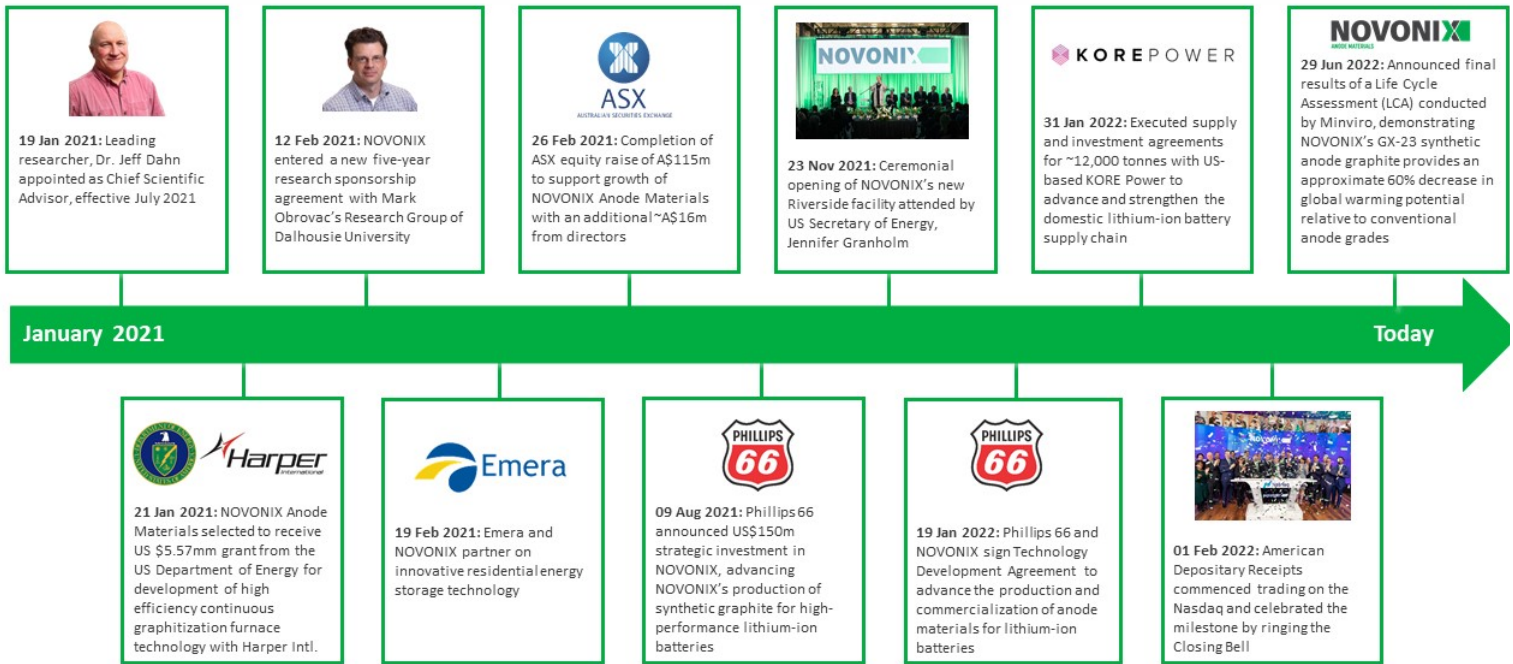 19 Jan 2021: Leading
researcher, Dr. Jeff Dahn
appointed as Chief Scientific
Advisor, effective July 2021
12 Feb 2021: NOVONIX
entered a new five-year
research sponsorship
agreement with Mark
Obrovac's Research Group of
Dalhousie University
ASX
AUSTRALIAN SECURITIES EXCHANGE
26 Feb 2021: Completion of
ASX equity raise of A$115m
to support growth of
NOVONIX Anode Materials
with an additional ~A$16m
from directors
NOVONIX
23 Nov 2021: Ceremonial
opening of NOVONIX's new
Riverside facility attended by
US Secretary of Energy,
Jennifer Granholm
KOREPOWER
31 Jan 2022: Executed supply
and investment agreements
for ~12,000 tonnes with US-
based KORE Power to
advance and strengthen the
domestic lithium-ion battery
supply chain
NOVONIX
ANODE MATERIALS
29 Jun 2022: Announced final
results of a Life Cycle
Assessment (LCA) conducted
by Minviro, demonstrating
NOVONIX's GX-23 synthetic
anode graphite provides an
approximate 60% decrease in
global warming potential
relative to conventional
anode grades
January 2021
Today
Harper
International
21 Jan 2021: NOVONIX Anode
Materials selected to receive
US $5.57mm grant from the
US Department of Energy for
development of high
efficiency continuous
graphitization furnace
technology with Harper Intl.
Emera
19 Feb 2021: Emera and
NOVONIX partner on
innovative residential energy
storage technology
PHILLIPS
66
09 Aug 2021: Phillips 66
announced US$150m
strategic investment in
NOVONIX, advancing
NOVONIX's production of
synthetic graphite for high-
performance lithium-ion
batteries
PHILLIPS
66
19 Jan 2022: Phillips 66 and
NOVONIX sign Technology
Development Agreement to
advance the production and
commercialization of anode
materials for lithium-ion
batteries
NOVONIX
01 Feb 2022: American
Depositary Receipts
commenced trading on the
Nasdaq and celebrated the
milestone by ringing the
Closing Bell